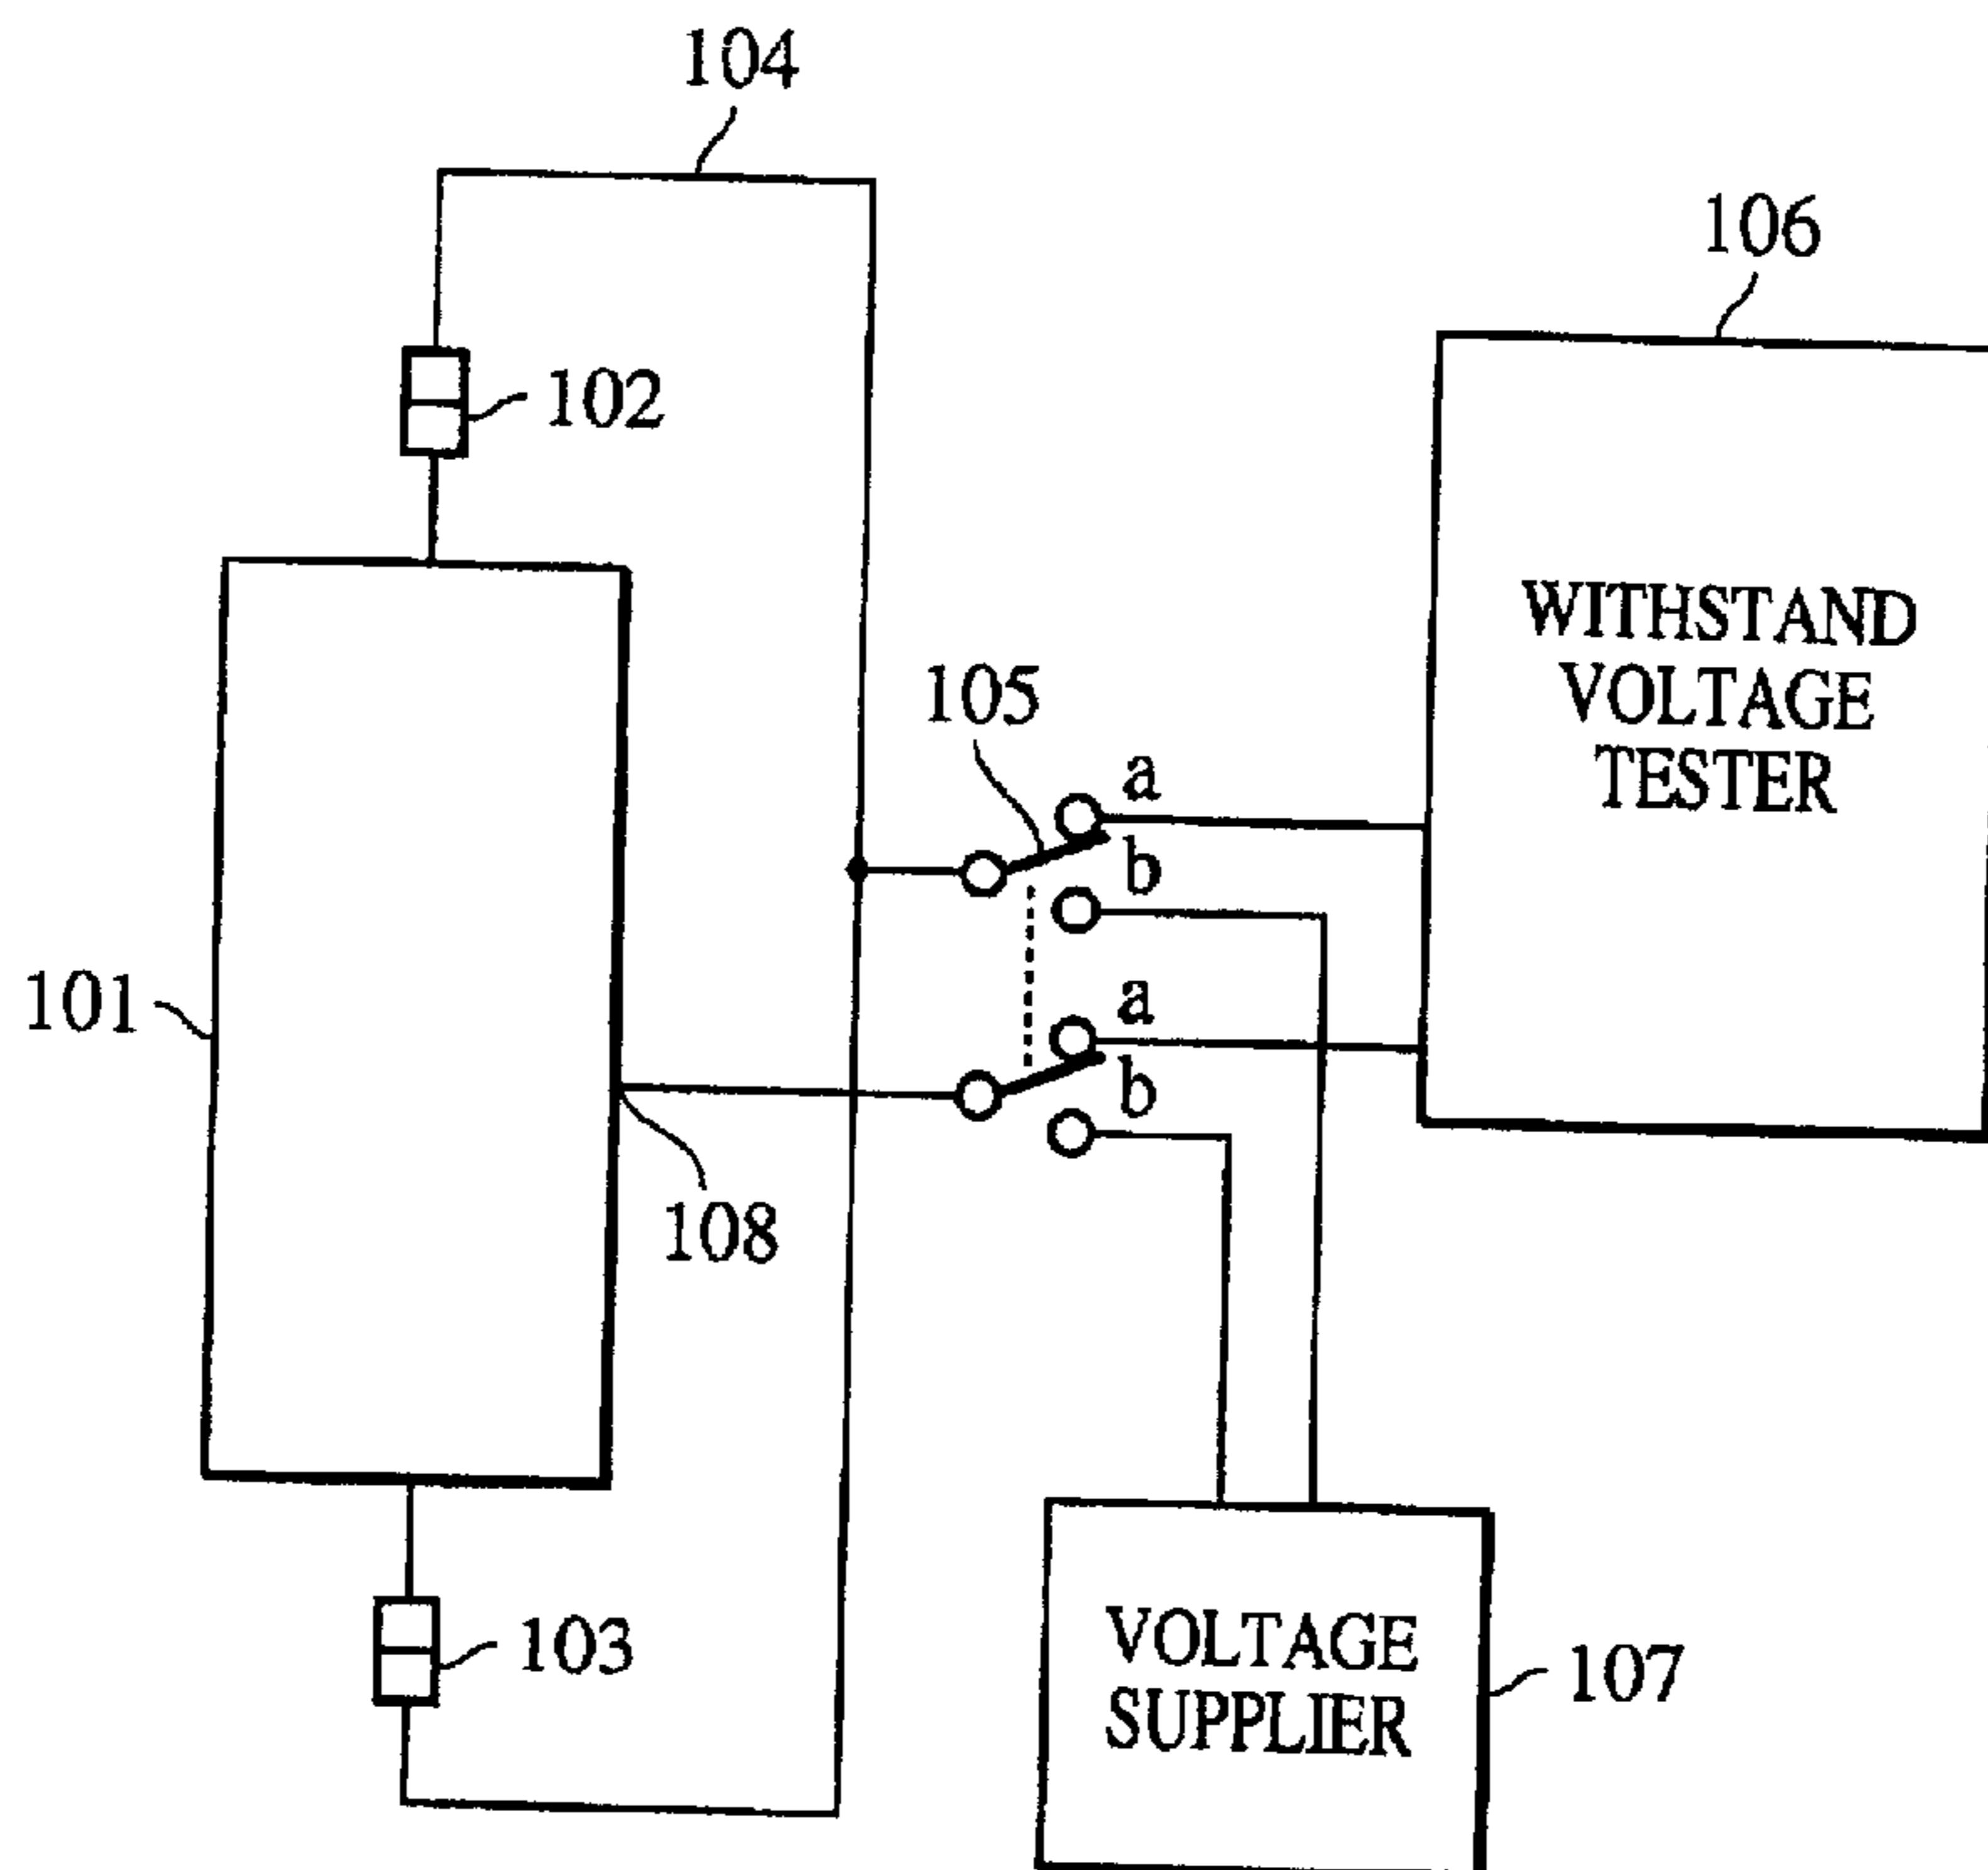 104
106
102
WITHSTAND
VOLTAGE
TESTER
105
a
b
101
a
b
108
103
VOLTAGE
SUPPLIER
107